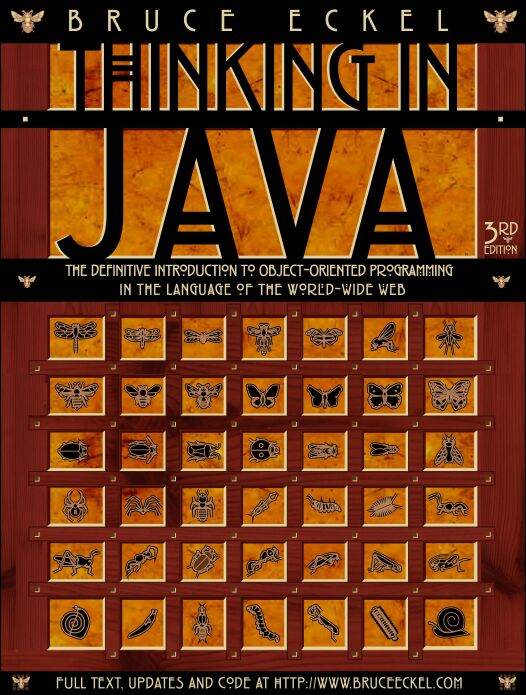 BRUCE ECKEL
THINKING IN
JAVA
3RD
EDITION
THE DEFINITIVE INTRODUCTION TO OBJECT-ORIENTED PROGRAMMING
IN THE LANGUAGE OF THE WORLD-WIDE WEB
FULL TEXT, UPDATES AND CODE AT HTTP://WWW.BRUCEECKEL.COM